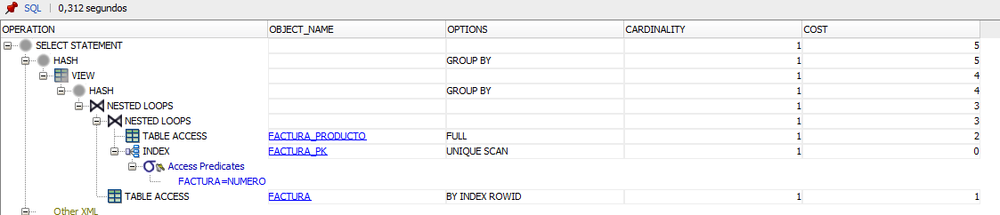 SQL | 0,312 segundos
OPERATION OBJECT_NAME OPTIONS CARDINALITY COST
SELECT STATEMENT 1 5
HASH GROUP BY 1 5
VIEW 1 4
HASH GROUP BY 1 4
NESTED LOOPS 1 3
NESTED LOOPS 1 3
TABLE ACCESS FACTURA_PRODUCTO FULL 1 2
INDEX FACTURA_PK UNIQUE SCAN 1 0
Access Predicates
FACTURA=NUMERO
TABLE ACCESS FACTURA BY INDEX ROWID 1 1
Other XML